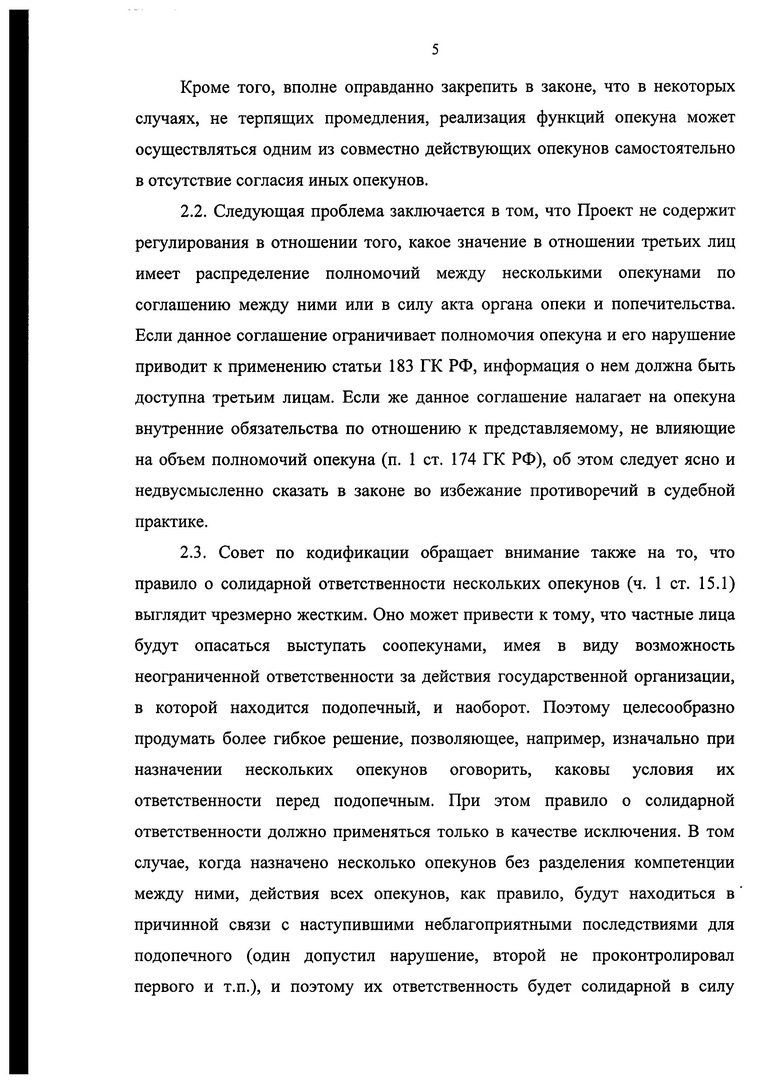 5
Кроме того, вполне оправданно закрепить в законе, что в некоторых
случаях, не терпящих промедления, реализация функций опекуна может
осуществляться одним из совместно действующих опекунов самостоятельно
в отсутствие согласия иных опекунов.
2.2. Следующая проблема заключается в том, что Проект не содержит
регулирования в отношении того, какое значение в отношении третьих лиц
имеет распределение полномочий между несколькими опекунами по
соглашению между ними или в силу акта органа опеки и попечительства.
Если данное соглашение ограничивает полномочия опекуна и его нарушение
приводит к применению статьи 183 ГК РФ, информация о нем должна быть
доступна третьим лицам. Если же данное соглашение налагает на опекуна
внутренние обязательства по отношению к представляемому, не влияющие
на объем полномочий опекуна (п. 1 ст. 174 ГК РФ), об этом следует ясно и
недвусмысленно сказать в законе во избежание противоречий в судебной
практике.
2.3. Совет по кодификации обращает внимание также на то, что
правило о солидарной ответственности нескольких опекунов (ч. 1 ст. 15.1)
выглядит чрезмерно жестким. Оно может привести к тому, что частные лица
будут опасаться выступать соопекунами, имея в виду возможность
неограниченной ответственности за действия государственной организации,
в которой находится подопечный, и наоборот. Поэтому целесообразно
продумать более гибкое решение, позволяющее, например, изначально при
назначении нескольких опекунов оговорить, каковы условия их
ответственности перед подопечным. При этом правило о солидарной
ответственности должно применяться только в качестве исключения. В том
случае, когда назначено несколько опекунов без разделения компетенции
между ними, действия всех опекунов, как правило, будут находиться в
причинной связи с наступившими неблагоприятными последствиями для
подопечного (один допустил нарушение, второй не проконтролировал
первого и т.п.), и поэтому их ответственность будет солидарной в силу